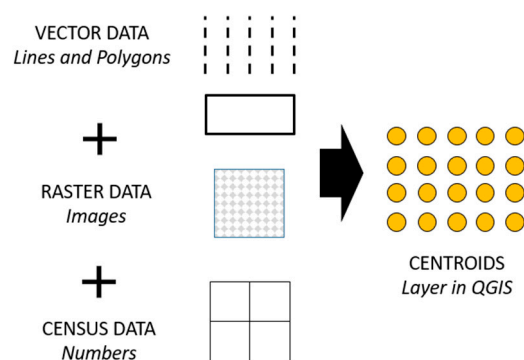 VECTOR DATA
Lines and Polygons
RASTER DATA
Images
CENSUS DATA
Numbers
CENTROIDS
Layer in QGIS